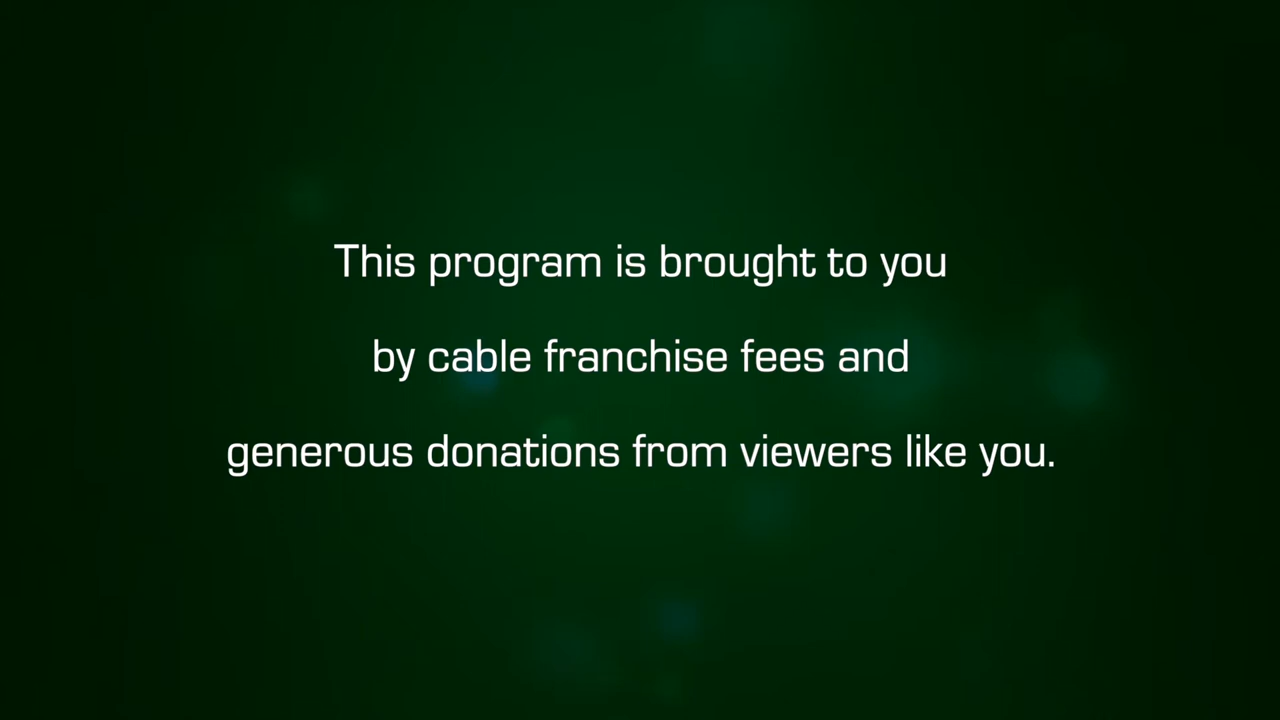 This program is brought to you
by cable franchise fees and
generous donations from viewers like you.